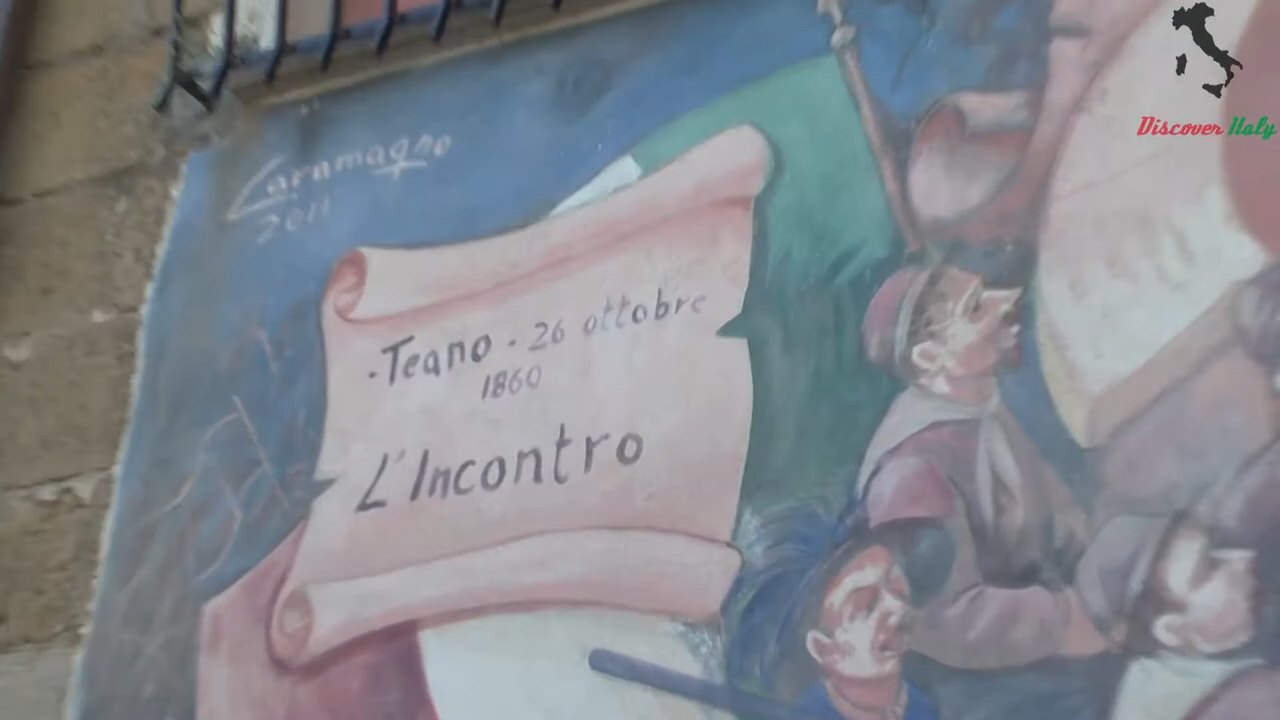 Discover Italy
Caramagno
2011
-Teano - 26 ottobre
1860
L'Incontro